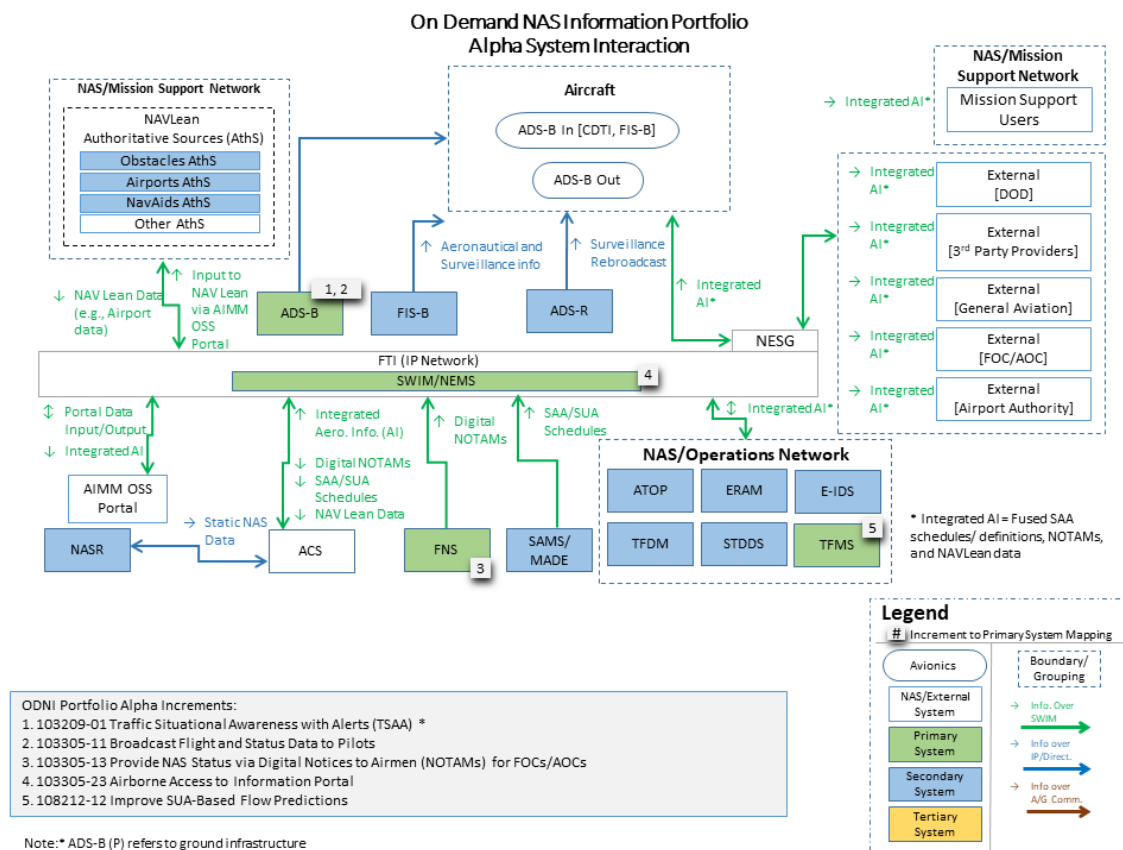 On Demand NAS Information Portfolio
Alpha System Interaction
NAS/Mission Support Network
NAVLean
Authoritative Sources (AthS)
Obstacles AthS
Airports AthS
NavAids AthS
Other AthS
Aircraft
ADS-B In [CDTI, FIS-B]
ADS-B Out
NAS/Mission
Support Network
Mission Support
Users
→ Integrated AI*
→ Integrated
AI*
External
[DOD]
→ Integrated
AI*
External
[3rd Party Providers]
→ Integrated
AI*
External
[General Aviation]
→ Integrated
AI*
External
[FOC/AOC]
→ Integrated
AI*
External
[Airport Authority]
↓ NAV Lean Data
(e.g., Airport
data)
↑ Input to
NAV Lean
via AIMM
OSS
Portal
1, 2
ADS-B
FIS-B
ADS-R
↑ Aeronautical and
Surveillance info
↑ Surveillance
Rebroadcast
↑ Integrated
AI*
NESG
FTI (IP Network)
SWIM/NEMS
4
↕ Portal Data
Input/Output
↓ Integrated AI
↑ Integrated
Aero. Info. (AI)
↓ Digital NOTAMs
↓ SAA/SUA
Schedules
↓ NAV Lean Data
↑ Digital
NOTAMs
↑ SAA/SUA
Schedules
↕ Integrated AI*
AIMM OSS
Portal
NASR
→ Static NAS
Data
ACS
FNS
3
SAMS/
MADE
NAS/Operations Network
ATOP
ERAM
E-IDS
TFDM
STDDS
TFMS
5
* Integrated AI = Fused SAA
schedules/ definitions, NOTAMs,
and NAVLean data
Legend
# Increment to Primary System Mapping
Avionics
NAS/External
System
Primary
System
Secondary
System
Tertiary
System
Boundary/
Grouping
→ Info. Over
SWIM
→ Info over
IP/Direct.
→ Info over
A/G Comm.
ODNI Portfolio Alpha Increments:
1. 103209-01 Traffic Situational Awareness with Alerts (TSAA) *
2. 103305-11 Broadcast Flight and Status Data to Pilots
3. 103305-13 Provide NAS Status via Digital Notices to Airmen (NOTAMs) for FOCs/AOCs
4. 103305-23 Airborne Access to Information Portal
5. 108212-12 Improve SUA-Based Flow Predictions
Note:* ADS-B (P) refers to ground infrastructure